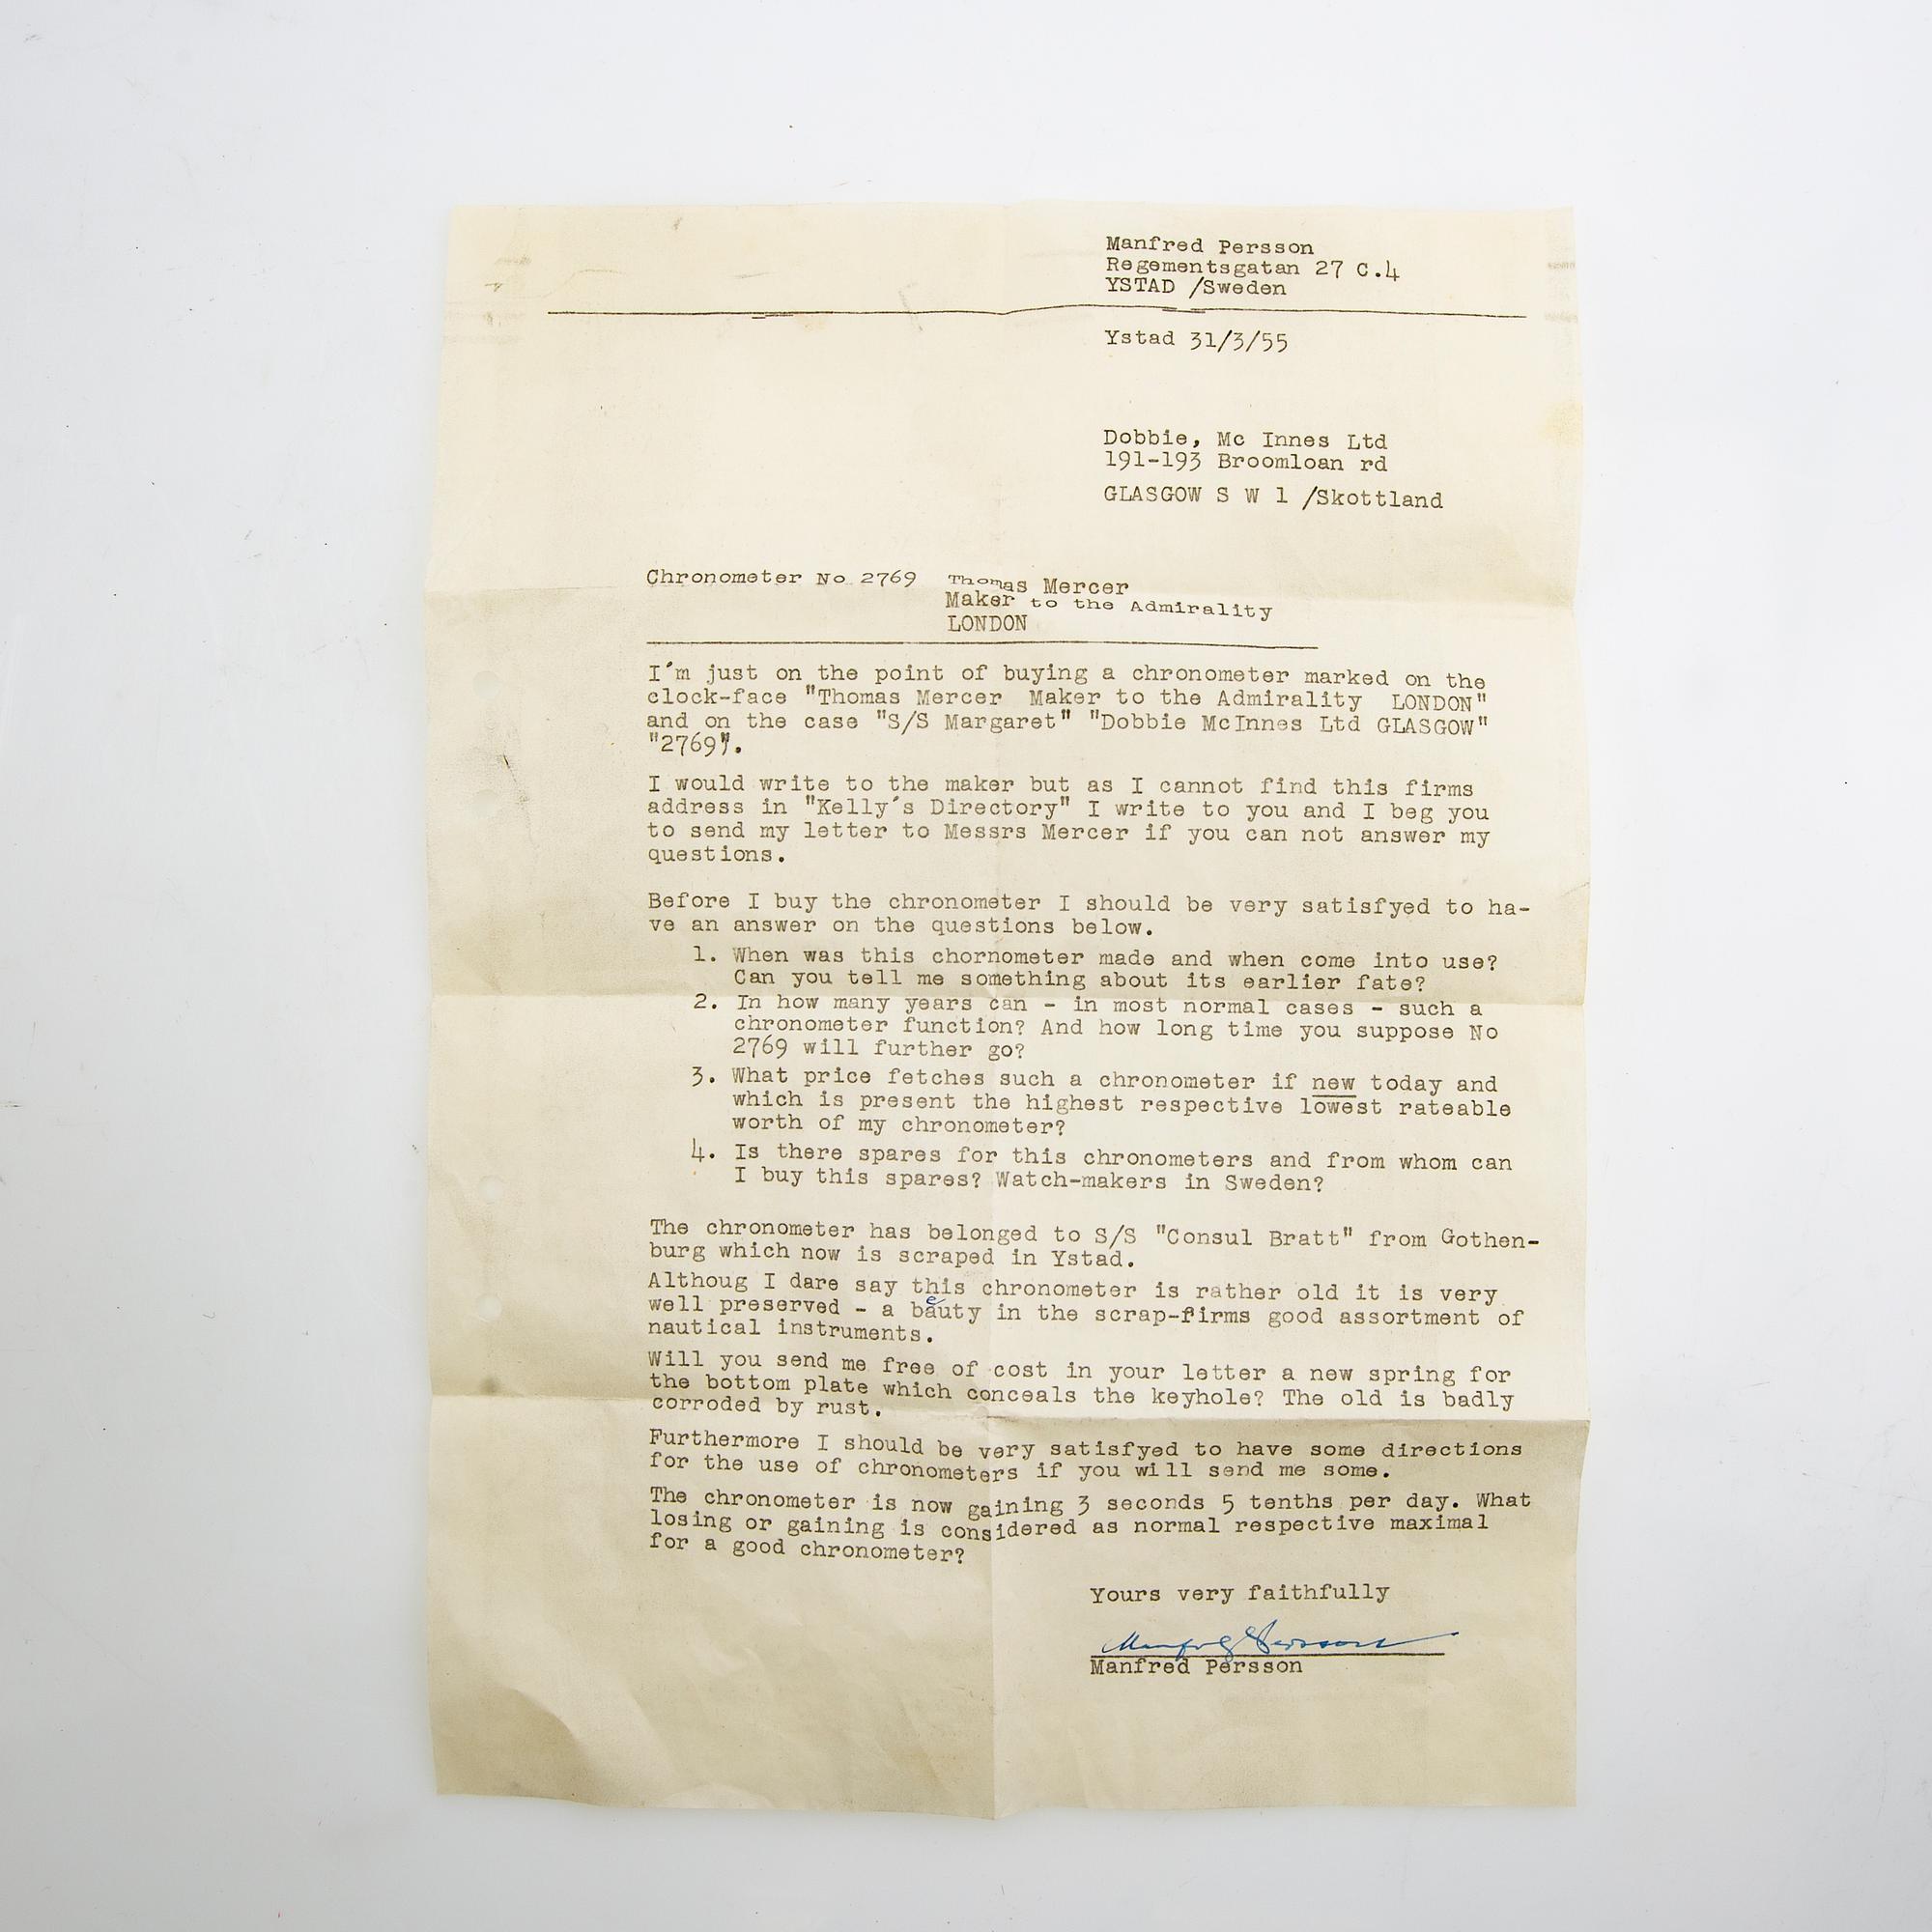 Manfred Persson
Regementsgatan 27 C.4
YSTAD /Sweden
Ystad 31/3/55
Dobbie, Mc Innes Ltd
191-193 Broomloan rd
GLASGOW S W 1 /Skottland
Chronometer No 2769 Thomas Mercer
Maker to the Admirality
LONDON
I'm just on the point of buying a chronometer marked on the
clock-face "Thomas Mercer Maker to the Admirality LONDON"
and on the case "S/S Margaret" "Dobbie McInnes Ltd GLASGOW"
"2769".
I would write to the maker but as I cannot find this firms
address in "Kelly's Directory" I write to you and I beg you
to send my letter to Messrs Mercer if you can not answer my
questions.
Before I buy the chronometer I should be very satisfyed to ha-
ve an answer on the questions below.
1. When was this chornometer made and when come into use?
Can you tell me something about its earlier fate?
2. In how many years can - in most normal cases - such a
chronometer function? And how long time you suppose No
2769 will further go?
3. What price fetches such a chronometer if new today and
which is present the highest respective lowest rateable
worth of my chronometer?
4. Is there spares for this chronometers and from whom can
I buy this spares? Watch-makers in Sweden?
The chronometer has belonged to S/S "Consul Bratt" from Gothen-
burg which now is scraped in Ystad.
Althoug I dare say this chronometer is rather old it is very
well preserved - a beauty in the scrap-firms good assortment of
nautical instruments.
Will you send me free of cost in your letter a new spring for
the bottom plate which conceals the keyhole? The old is badly
corroded by rust.
Furthermore I should be very satisfyed to have some directions
for the use of chronometers if you will send me some.
The chronometer is now gaining 3 seconds 5 tenths per day. What
losing or gaining is considered as normal respective maximal
for a good chronometer?
Yours very faithfully
Manfred Persson
Manfred Persson